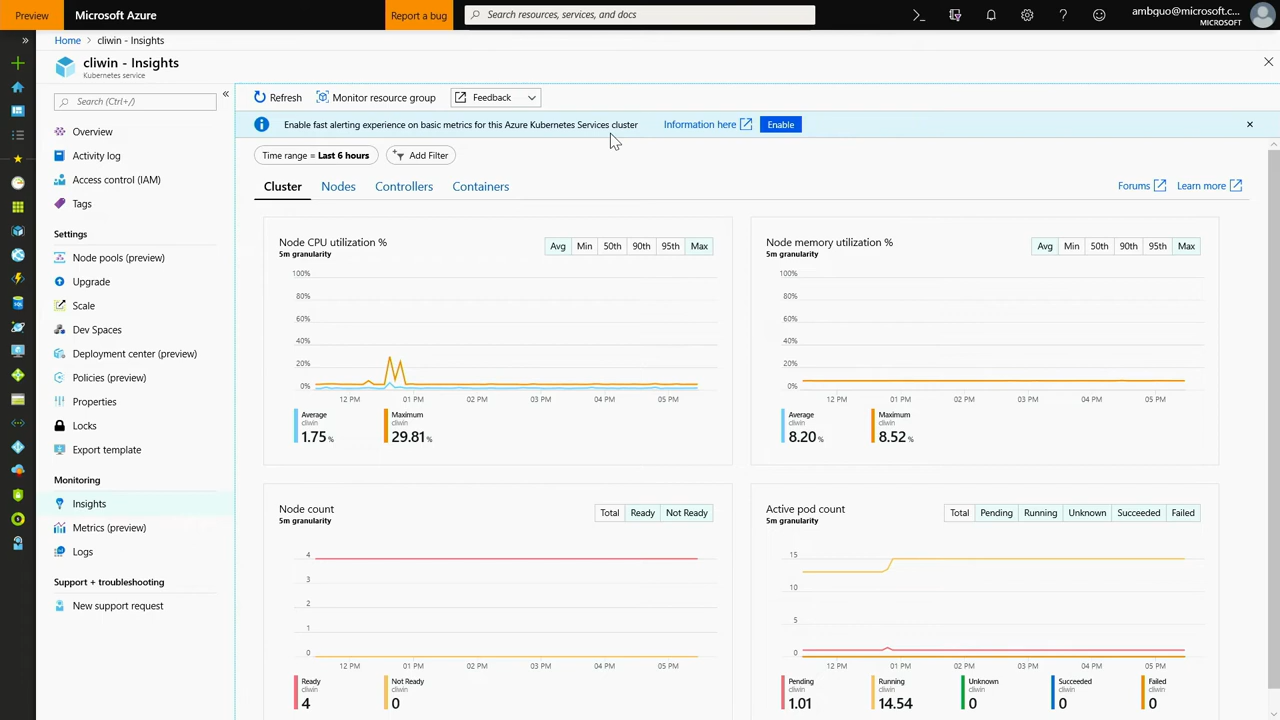 Preview
Microsoft Azure
Report a bug
Search resources, services, and docs
ambguo@microsoft.c...
MICROSOFT
Home > cliwin - Insights
cliwin - Insights
Kubernetes service
Search (Ctrl+/)
Overview
Activity log
Access control (IAM)
Tags
Settings
Node pools (preview)
Upgrade
Scale
Dev Spaces
Deployment center (preview)
Policies (preview)
Properties
Locks
Export template
Monitoring
Insights
Metrics (preview)
Logs
Support + troubleshooting
New support request
Refresh
Monitor resource group
Feedback
Enable fast alerting experience on basic metrics for this Azure Kubernetes Services cluster
Information here
Enable
Time range = Last 6 hours
Add Filter
Cluster
Nodes
Controllers
Containers
Forums
Learn more
Node CPU utilization %
5m granularity
Avg Min 50th 90th 95th Max
100%
80%
60%
40%
20%
0%
12 PM 01 PM 02 PM 03 PM 04 PM 05 PM
Average
cliwin
1.75 %
Maximum
cliwin
29.81 %
Node memory utilization %
5m granularity
Avg Min 50th 90th 95th Max
100%
80%
60%
40%
20%
0%
12 PM 01 PM 02 PM 03 PM 04 PM 05 PM
Average
cliwin
8.20 %
Maximum
cliwin
8.52 %
Node count
5m granularity
Total Ready Not Ready
4
3
2
1
0
12 PM 01 PM 02 PM 03 PM 04 PM 05 PM
Ready
cliwin
4
Not Ready
cliwin
0
Active pod count
5m granularity
Total Pending Running Unknown Succeeded Failed
15
10
5
0
12 PM 01 PM 02 PM 03 PM 04 PM 05 PM
Pending
cliwin
1.01
Running
cliwin
14.54
Unknown
cliwin
0
Succeeded
cliwin
0
Failed
cliwin
0